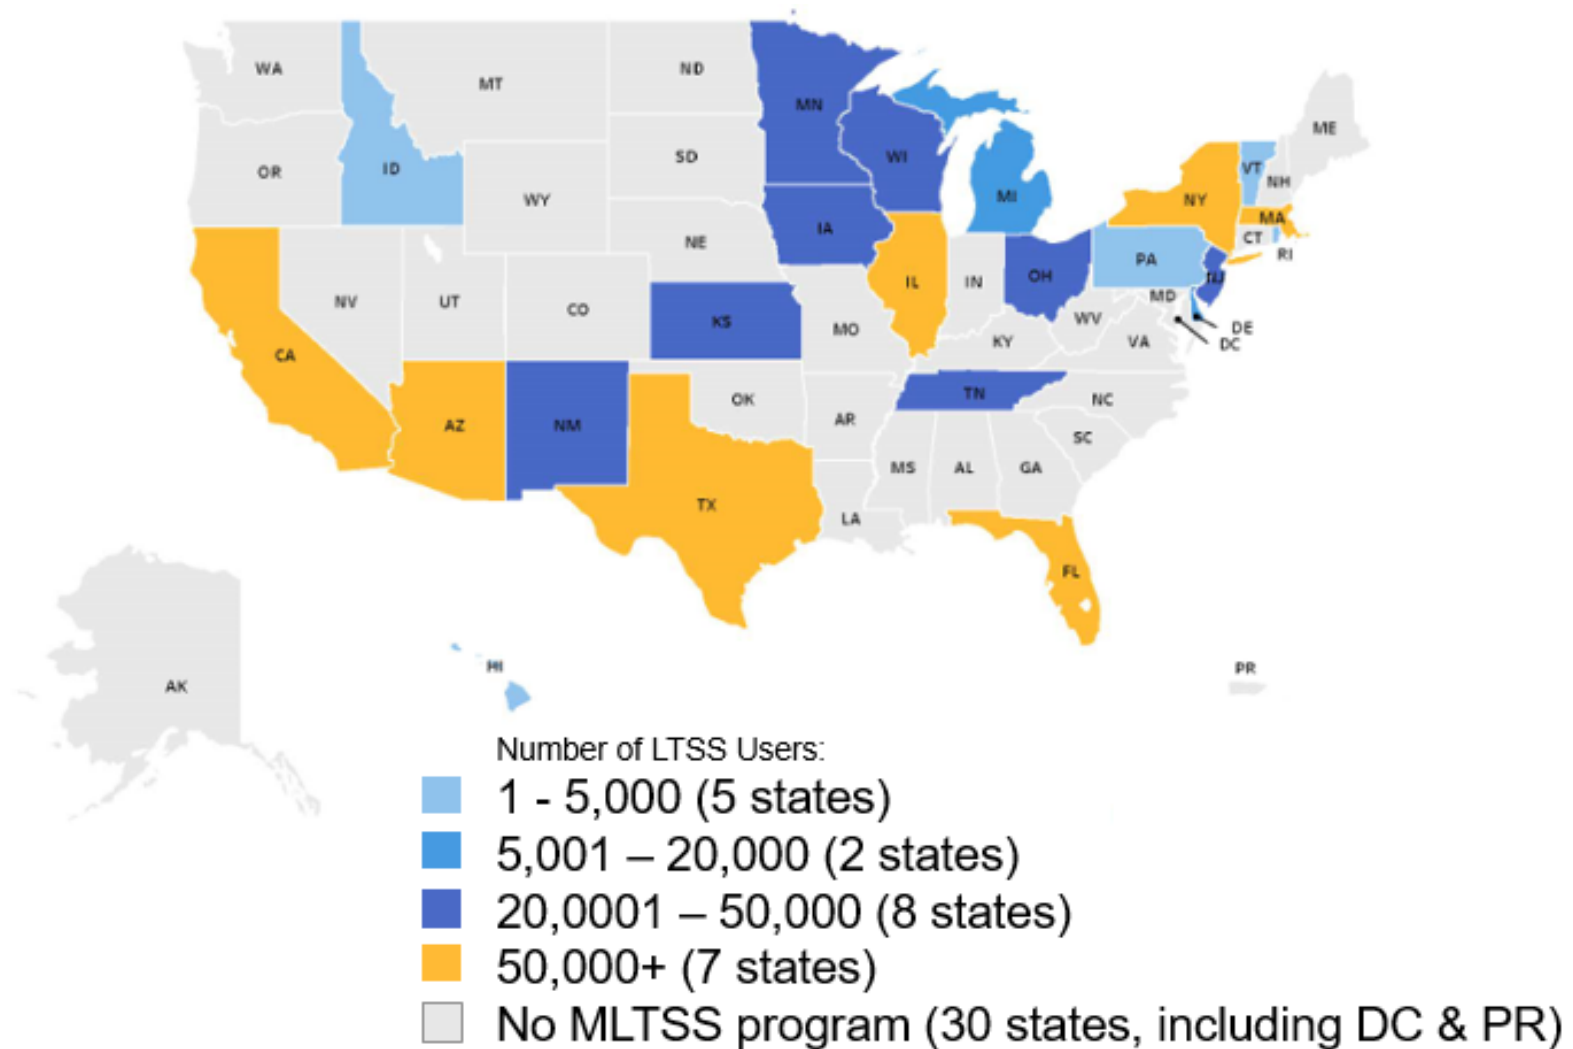 WA
MT
ND
MN
ME
OR
ID
SD
WI
VT
NH
WY
MI
NY
MA
IA
CT
RI
NE
PA
NV
UT
CO
IL
IN
OH
NJ
MD
KS
MO
WV
DE
DC
CA
KY
VA
AZ
NM
OK
TN
NC
AR
SC
MS
AL
GA
TX
LA
FL
AK
HI
PR
Number of LTSS Users:
1 - 5,000 (5 states)
5,001 – 20,000 (2 states)
20,0001 – 50,000 (8 states)
50,000+ (7 states)
No MLTSS program (30 states, including DC & PR)